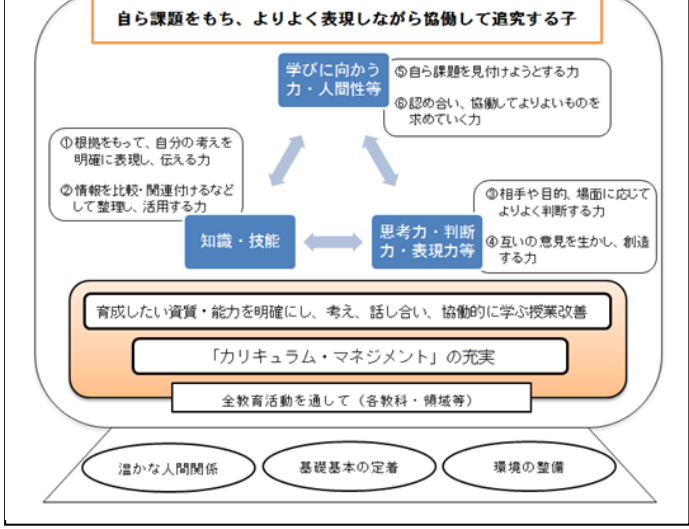 自ら課題をもち、よりよく表現しながら協働して追究する子
学びに向かう
力・人間性等
⑤自ら課題を見付けようとする力
⑥認め合い、協働してよりよいものを
求めていく力
①根拠をもって、自分の考えを
明確に表現し、伝える力
②情報を比較・関連付けるなど
して整理し、活用する力
知識・技能
思考力・判断
力・表現力等
③相手や目的、場面に応じて
よりよく判断する力
④互いの意見を生かし、創造
する力
育成したい資質・能力を明確にし、考え、話し合い、協働的に学ぶ授業改善
「カリキュラム・マネジメント」の充実
全教育活動を通して（各教科・領域等）
温かな人間関係
基礎基本の定着
環境の整備